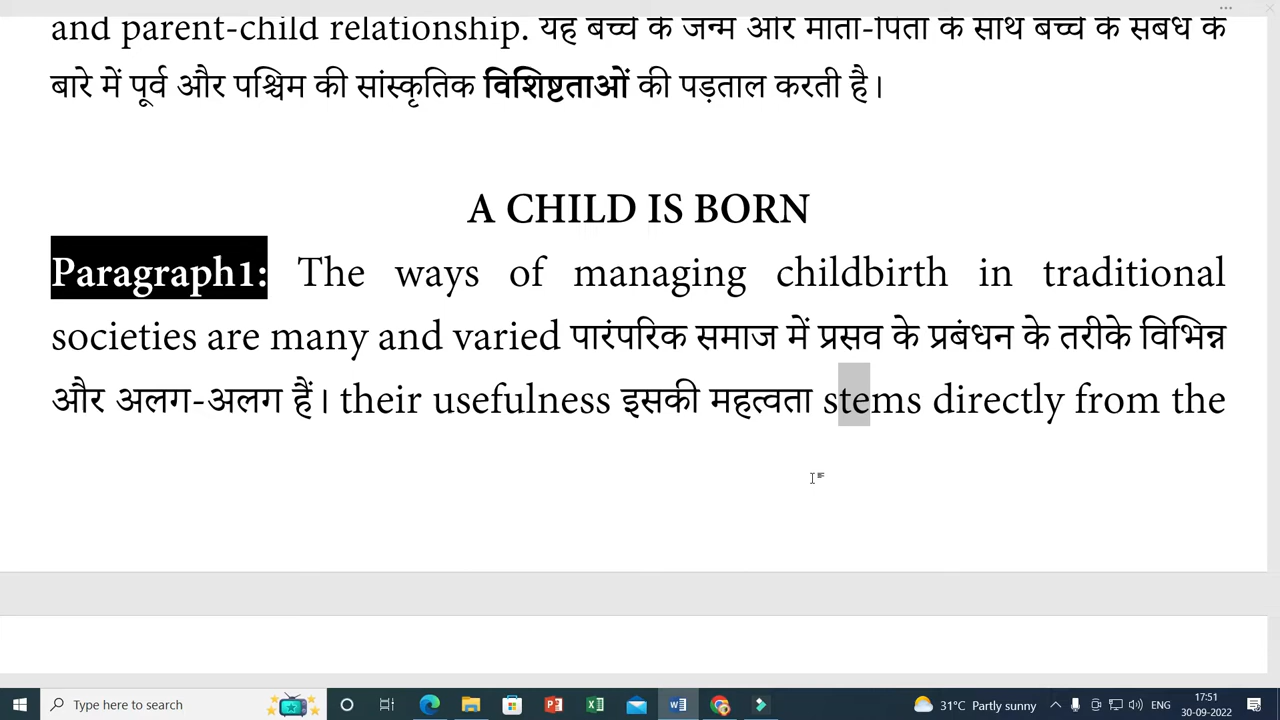 and parent-child relationship. यह बच्चे के जन्म और माता-पिता के साथ बच्चे के संबंध के
बारे में पूर्व और पश्चिम की सांस्कृतिक विशिष्टताओं की पड़ताल करती है।
A CHILD IS BORN
Paragraph1: The ways of managing childbirth in traditional
societies are many and varied पारंपरिक समाज में प्रसव के प्रबंधन के तरीके विभिन्न
और अलग-अलग हैं। their usefulness इसकी महत्वता stems directly from the
Type here to search
31°C Partly sunny
ENG
17:51
30-09-2022